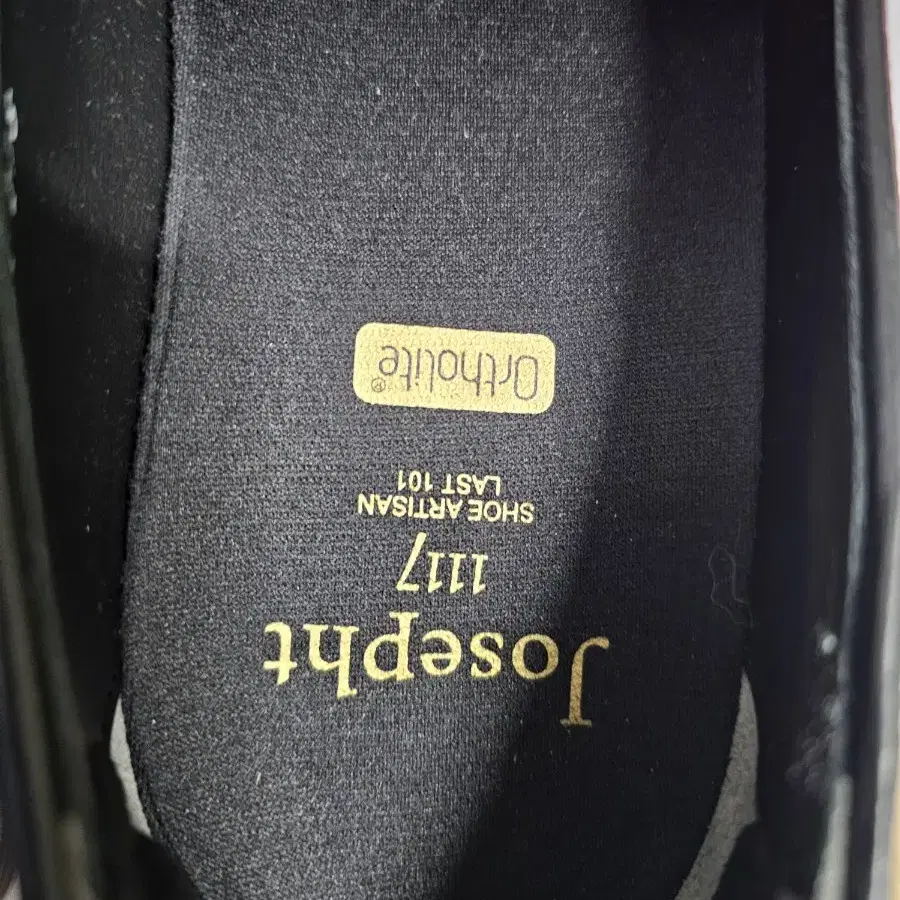 Josepht
1117
SHOE ARTISAN
LAST 101
Ortholite®